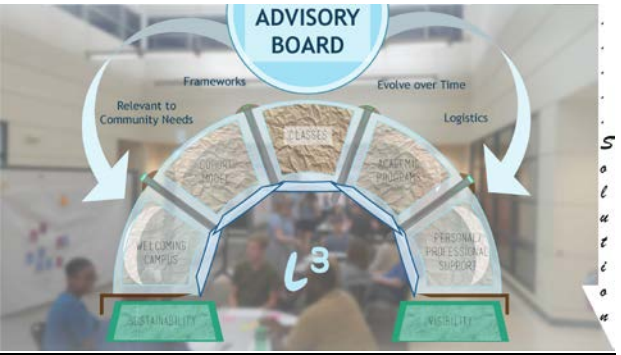 ADVISORY
BOARD
Frameworks
Evolve over Time
Relevant to
Community Needs
Logistics
CLASSES
COHORT
MODEL
ACADEMIC
PROGRAMS
WELCOMING
CAMPUS
PERSONAL/
PROFESSIONAL
SUPPORT
L³
SUSTAINABILITY
VISIBILITY
. . . . . . Solution